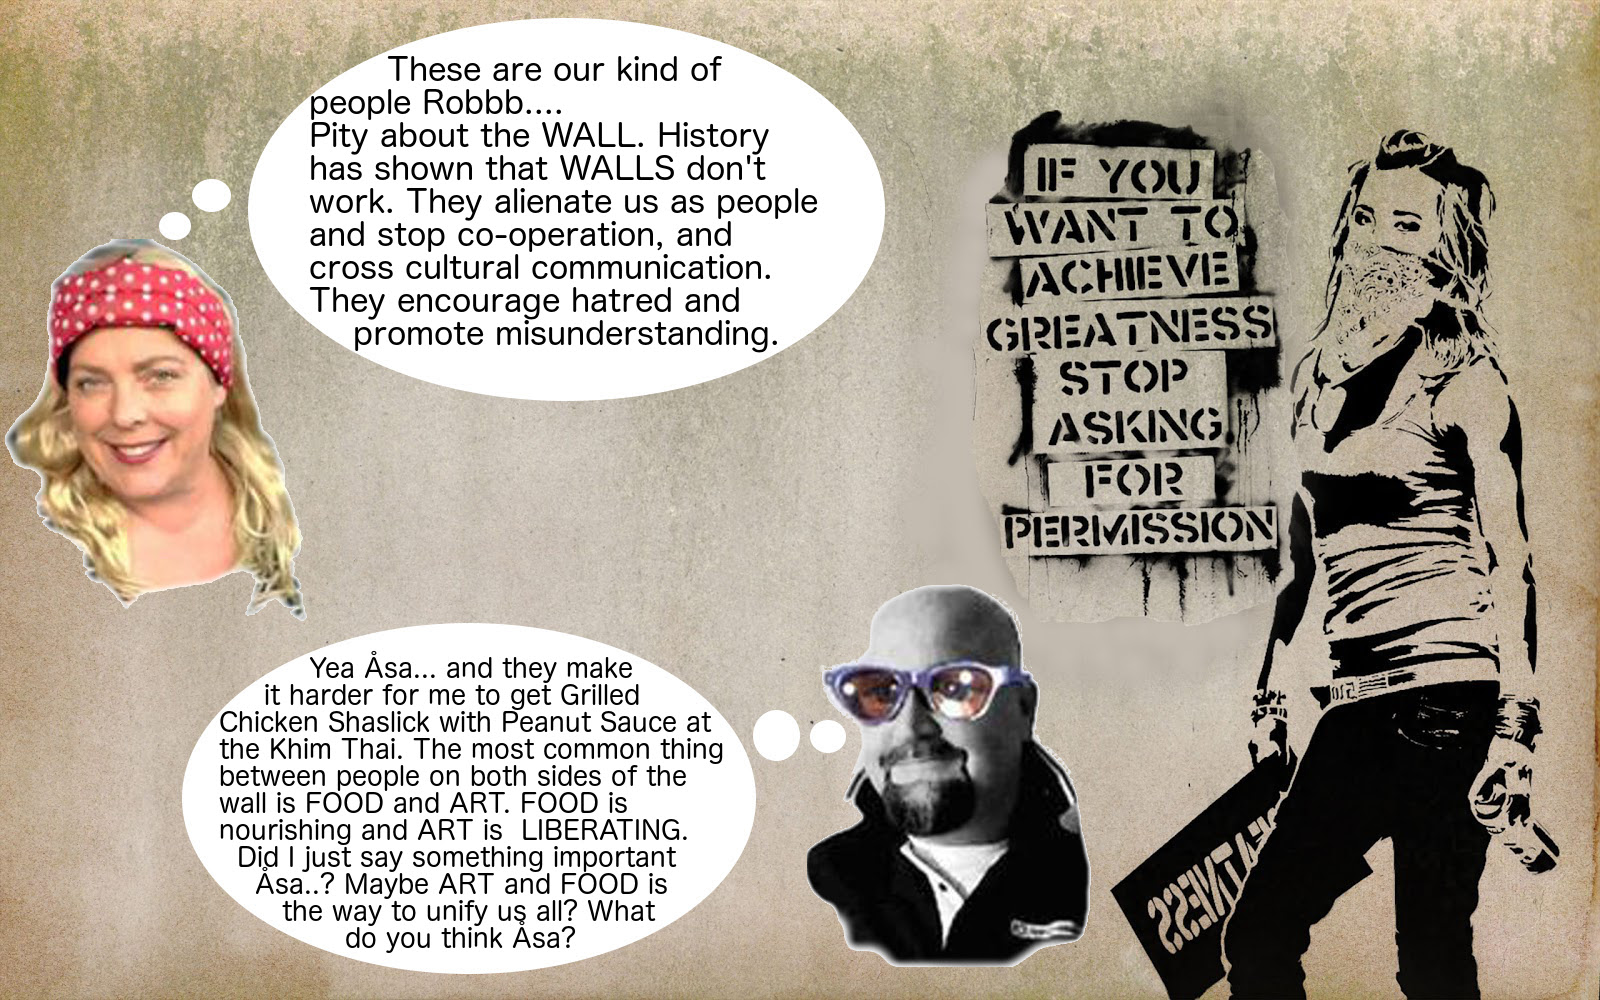 These are our kind of
people Robbb....
Pity about the WALL. History
has shown that WALLS don't
work. They alienate us as people
and stop co-operation, and
cross cultural communication.
They encourage hatred and
promote misunderstanding.
IF YOU
WANT TO
ACHIEVE
GREATNESS
STOP
ASKING
FOR
PERMISSION
Yea Åsa... and they make
it harder for me to get Grilled
Chicken Shaslick with Peanut Sauce at
the Khim Thai. The most common thing
between people on both sides of the
wall is FOOD and ART. FOOD is
nourishing and ART is LIBERATING.
Did I just say something important
Åsa..? Maybe ART and FOOD is
the way to unify us all? What
do you think Åsa?